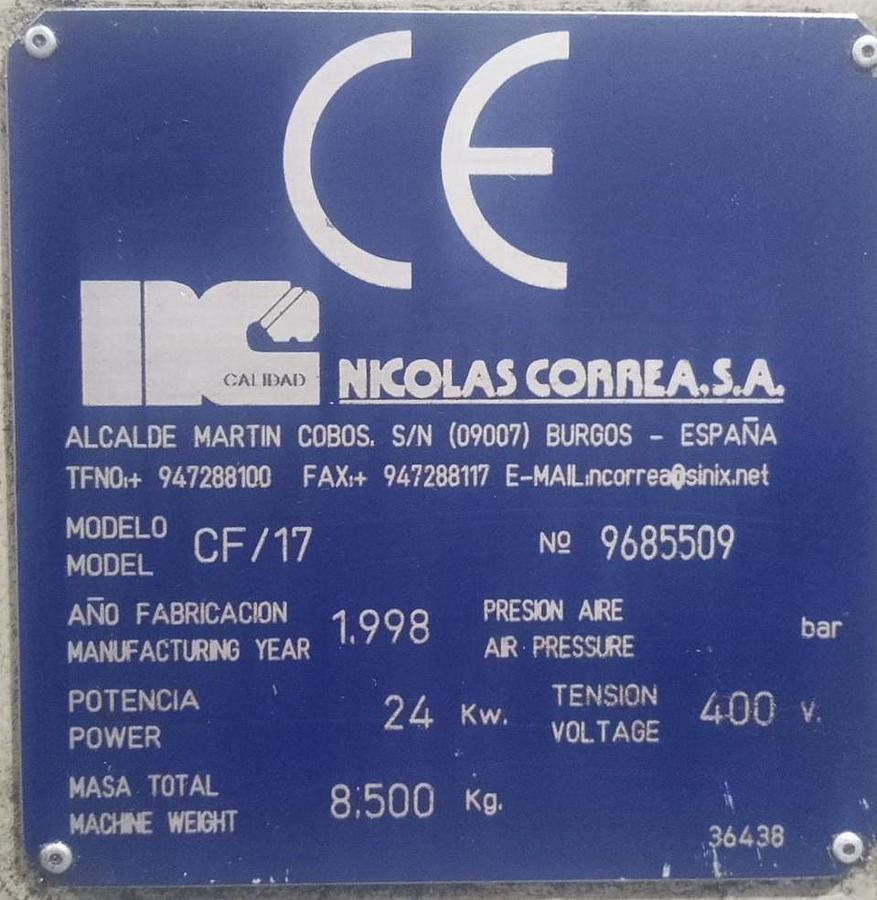 CE
NC
CALIDAD
NICOLAS CORREA, S.A.
ALCALDE MARTIN COBOS. S/N (09007) BURGOS - ESPAÑA
TFNO:+ 947288100 FAX:+ 947288117 E-MAIL:ncorrea@sinix.net
MODELO
MODEL
CF/17
Nº 9685509
AÑO FABRICACION
MANUFACTURING YEAR
1.998
PRESION AIRE
AIR PRESSURE
bar
POTENCIA
POWER
24 Kw.
TENSION
VOLTAGE
400 V.
MASA TOTAL
MACHINE WEIGHT
8.500 Kg.
36438